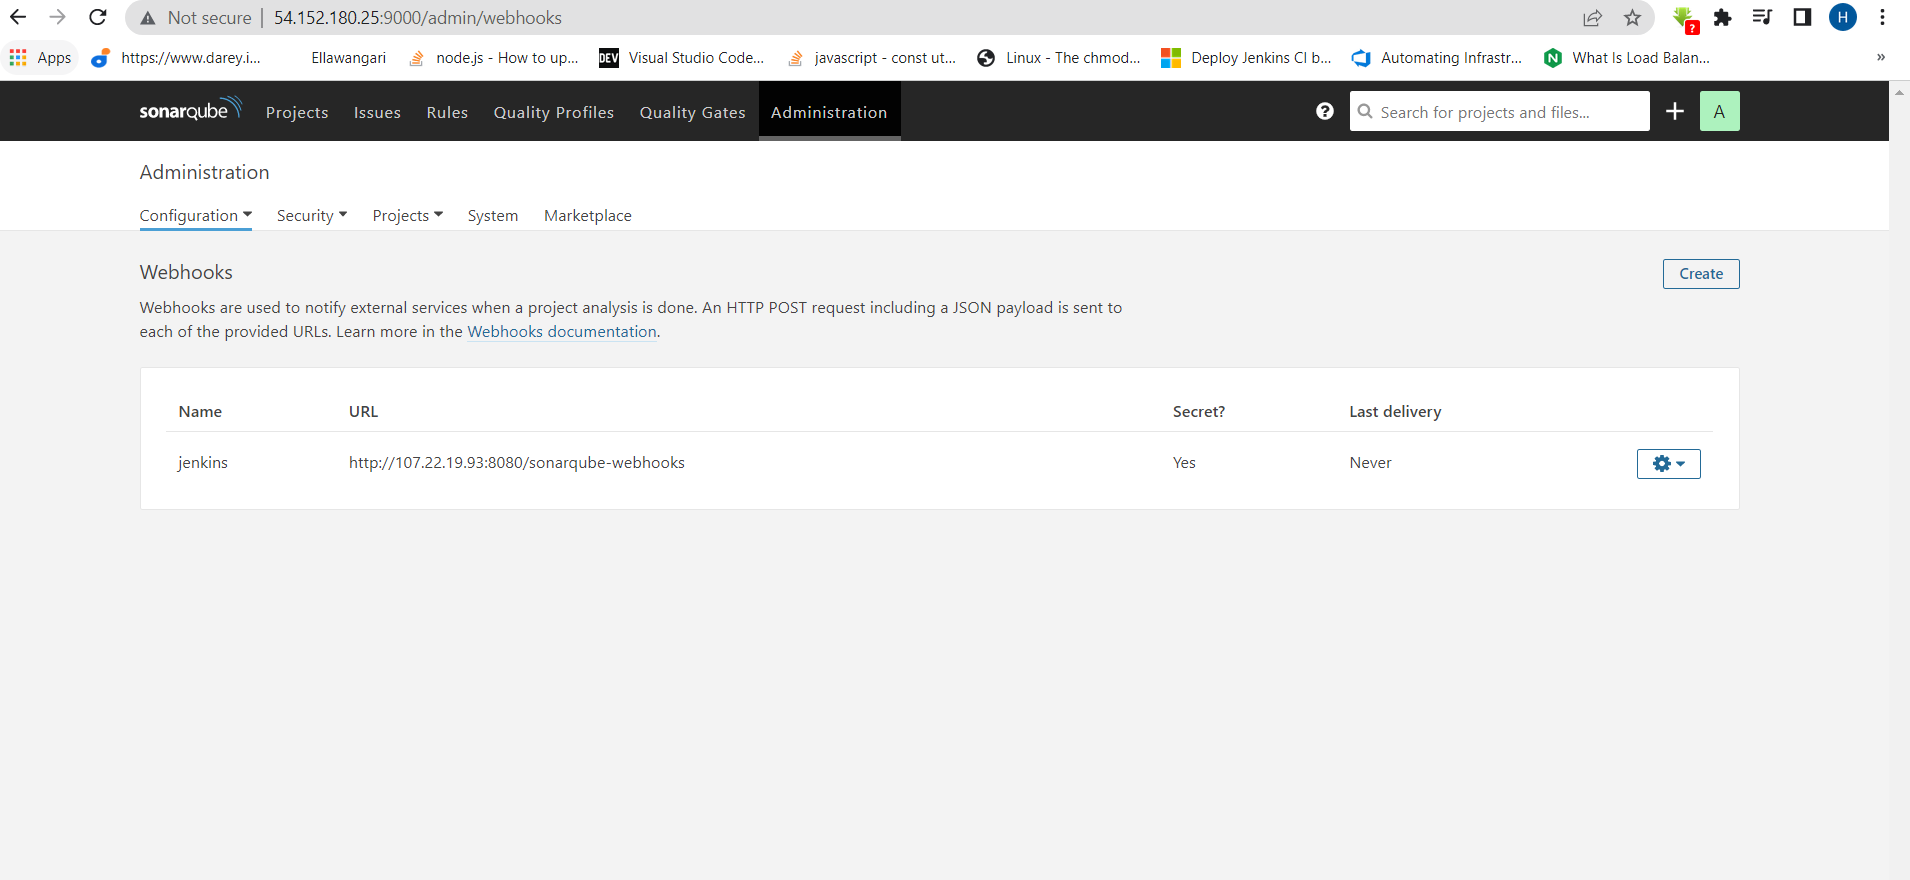 Not secure | 54.152.180.25:9000/admin/webhooks ? H
Apps https://www.darey.i... Ellawangari node.js - How to up... DEV Visual Studio Code... javascript - const ut... Linux - The chmod... Deploy Jenkins CI b... Automating Infrastr... N What Is Load Balan... »
sonarqube Projects Issues Rules Quality Profiles Quality Gates Administration ? Search for projects and files... + A
Administration
Configuration Security Projects System Marketplace
Webhooks Create
Webhooks are used to notify external services when a project analysis is done. An HTTP POST request including a JSON payload is sent to
each of the provided URLs. Learn more in the Webhooks documentation.
Name URL Secret? Last delivery
jenkins http://107.22.19.93:8080/sonarqube-webhooks Yes Never